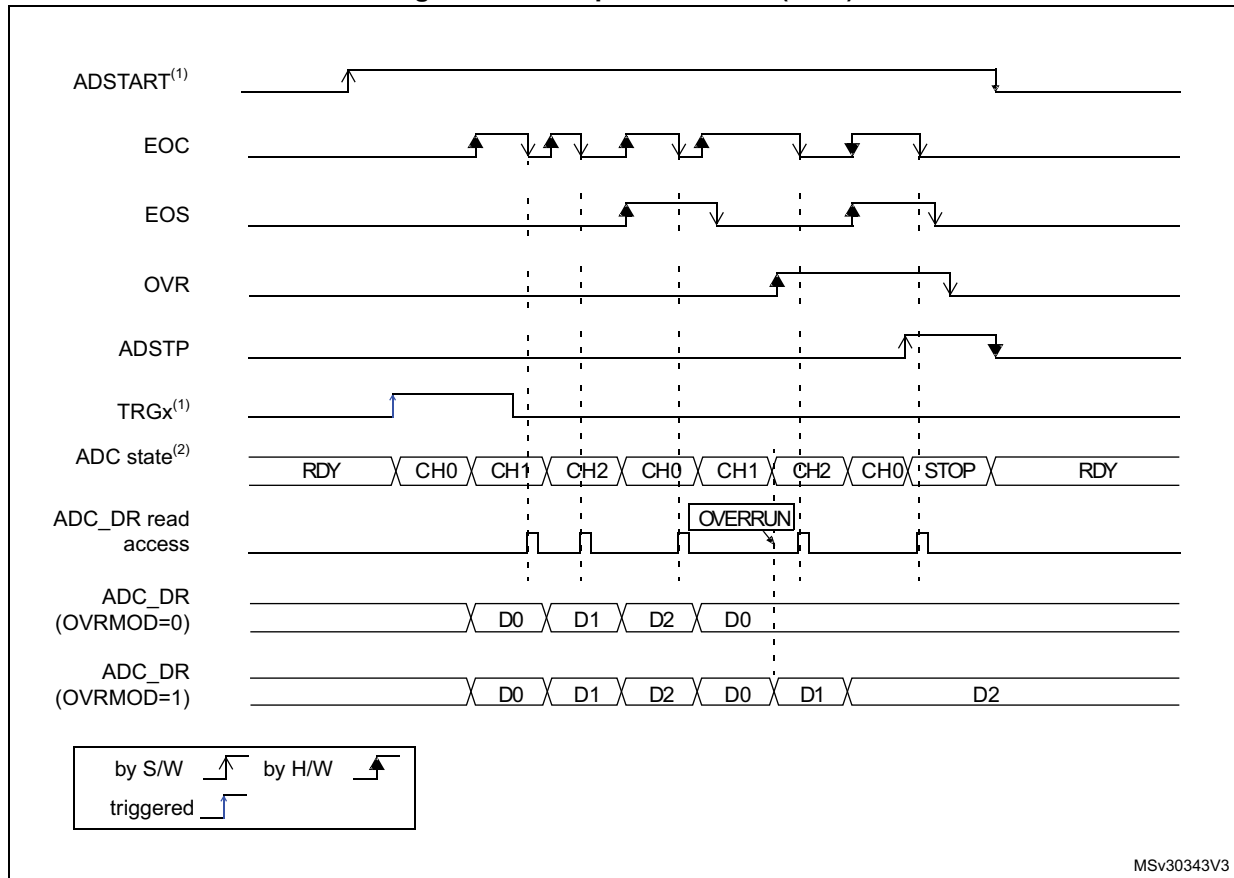 ADSTART(1)
EOC
EOS
OVR
ADSTP
TRGx(1)
ADC state(2)
RDY CH0 CH1 CH2 CH0 CH1 CH2 CH0 STOP RDY
ADC_DR read
access
OVERRUN
ADC_DR
(OVRMOD=0)
D0 D1 D2 D0
ADC_DR
(OVRMOD=1)
D0 D1 D2 D0 D1 D2
by S/W by H/W
triggered
MSv30343V3